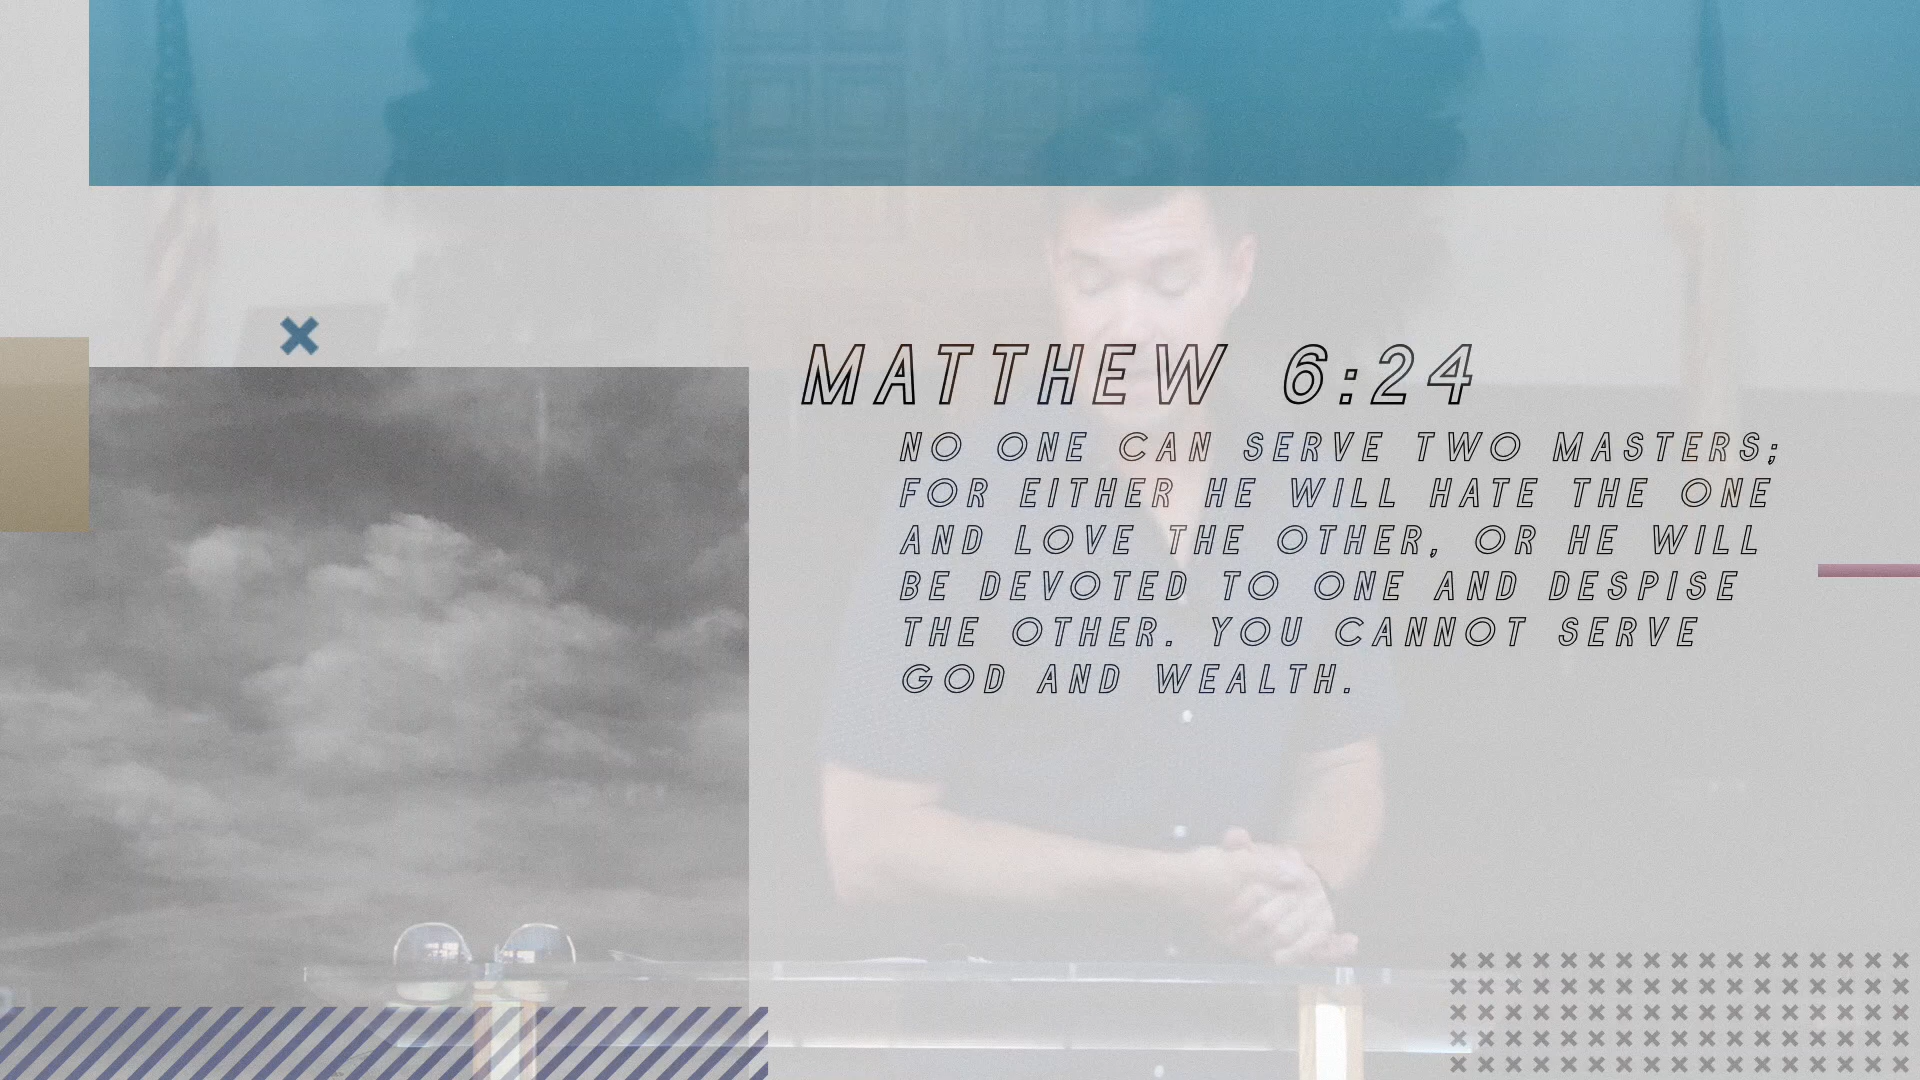 MATTHEW 6:24
NO ONE CAN SERVE TWO MASTERS;
FOR EITHER HE WILL HATE THE ONE
AND LOVE THE OTHER, OR HE WILL
BE DEVOTED TO ONE AND DESPISE
THE OTHER. YOU CANNOT SERVE
GOD AND WEALTH.